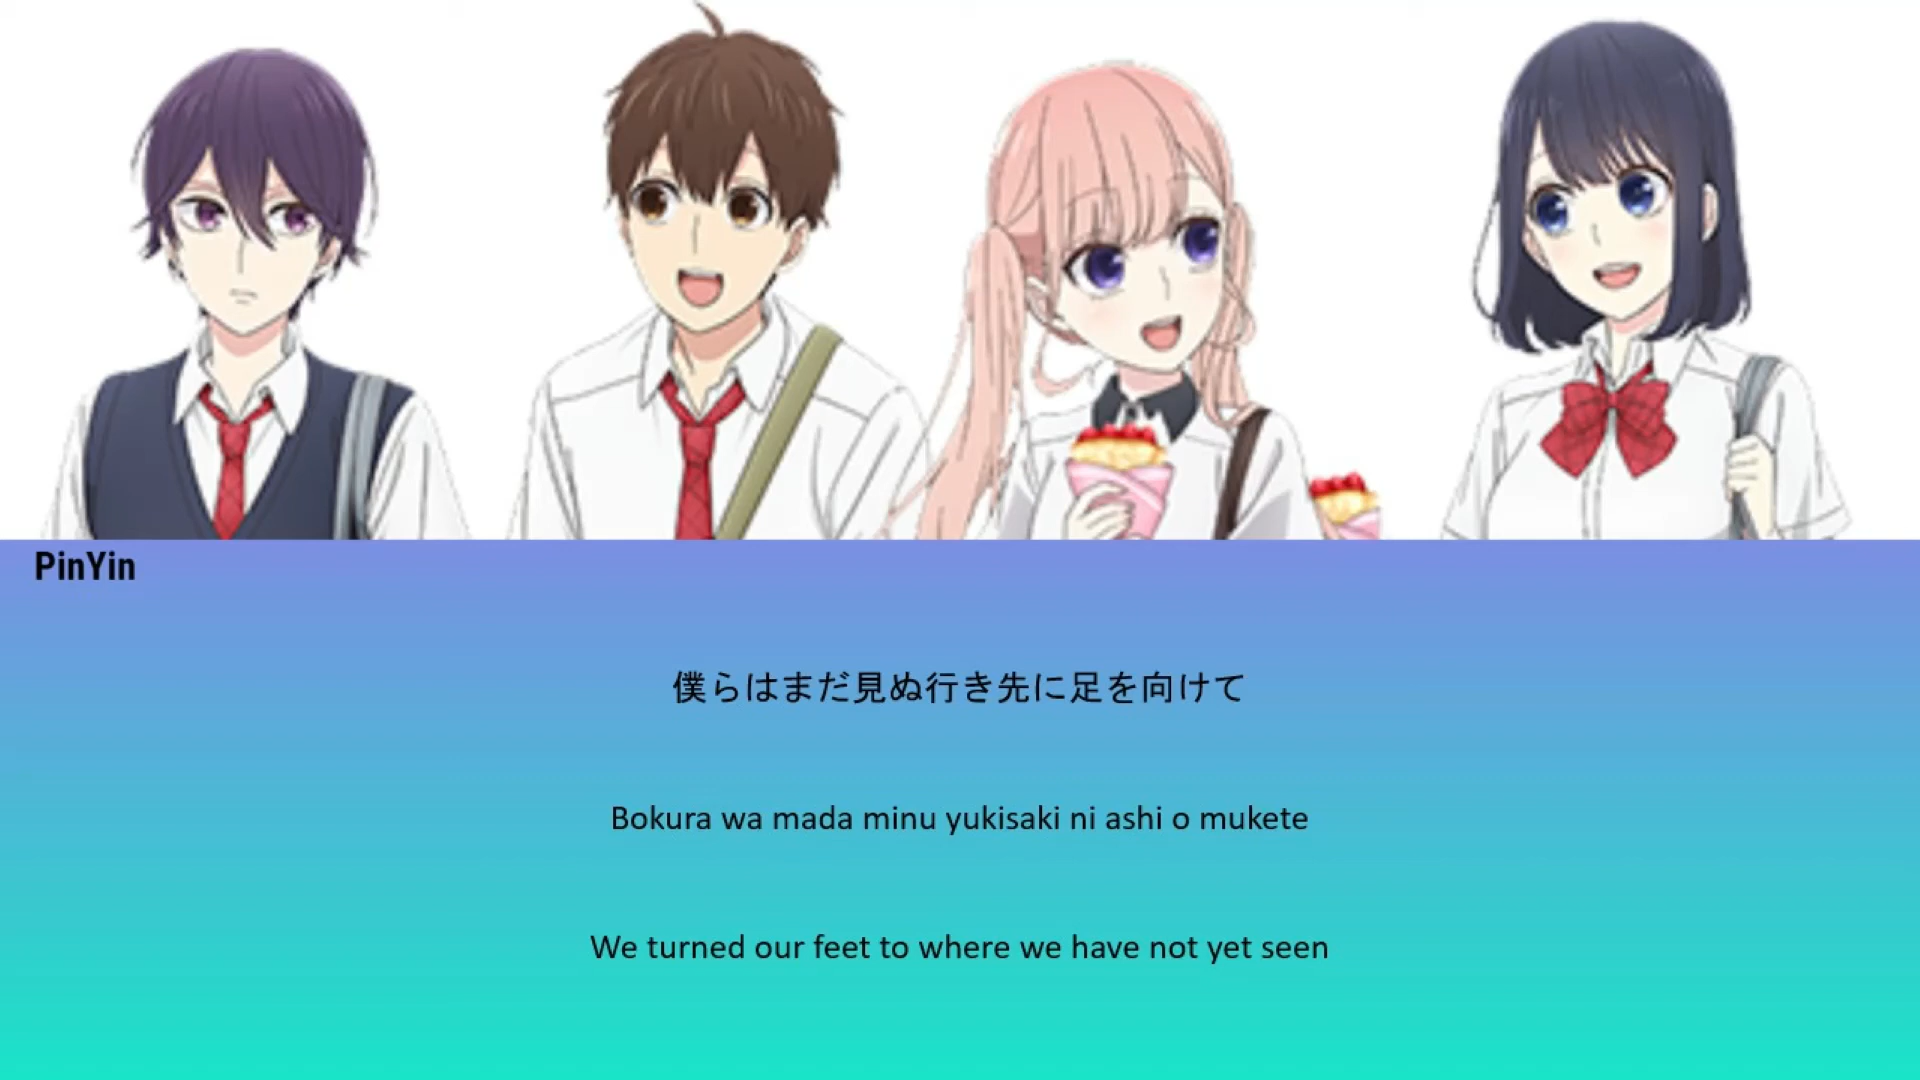 PinYin
僕らはまだ見ぬ行き先に足を向けて
Bokura wa mada minu yukisaki ni ashi o mukete
We turned our feet to where we have not yet seen